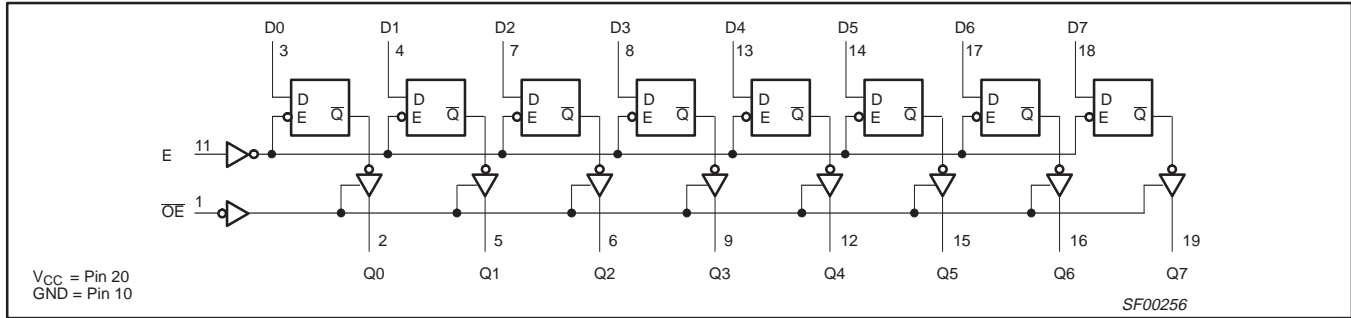 D0 D1 D2 D3 D4 D5 D6 D7
3 4 7 8 13 14 17 18
D D D D D D D D
E Q̅ E Q̅ E Q̅ E Q̅ E Q̅ E Q̅ E Q̅ E Q̅
E 11
O̅E̅ 1
2 5 6 9 12 15 16 19
Q0 Q1 Q2 Q3 Q4 Q5 Q6 Q7
VCC = Pin 20
GND = Pin 10
SF00256